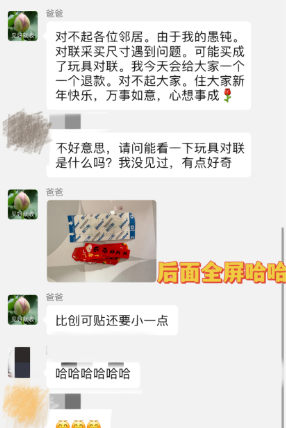 爸爸
对不起各位邻居。由于我的愚钝。
对联采买尺寸遇到问题。可能买成
了玩具对联。我今天会给大家一个
一个退款。对不起大家。住大家新
年快乐，万事如意，心想事成🌹
不好意思，请问能看一下玩具对联
是什么吗？我没见过，有点好奇
爸爸
后面全屏哈哈
爸爸
比创可贴还要小一点
哈哈哈哈哈哈